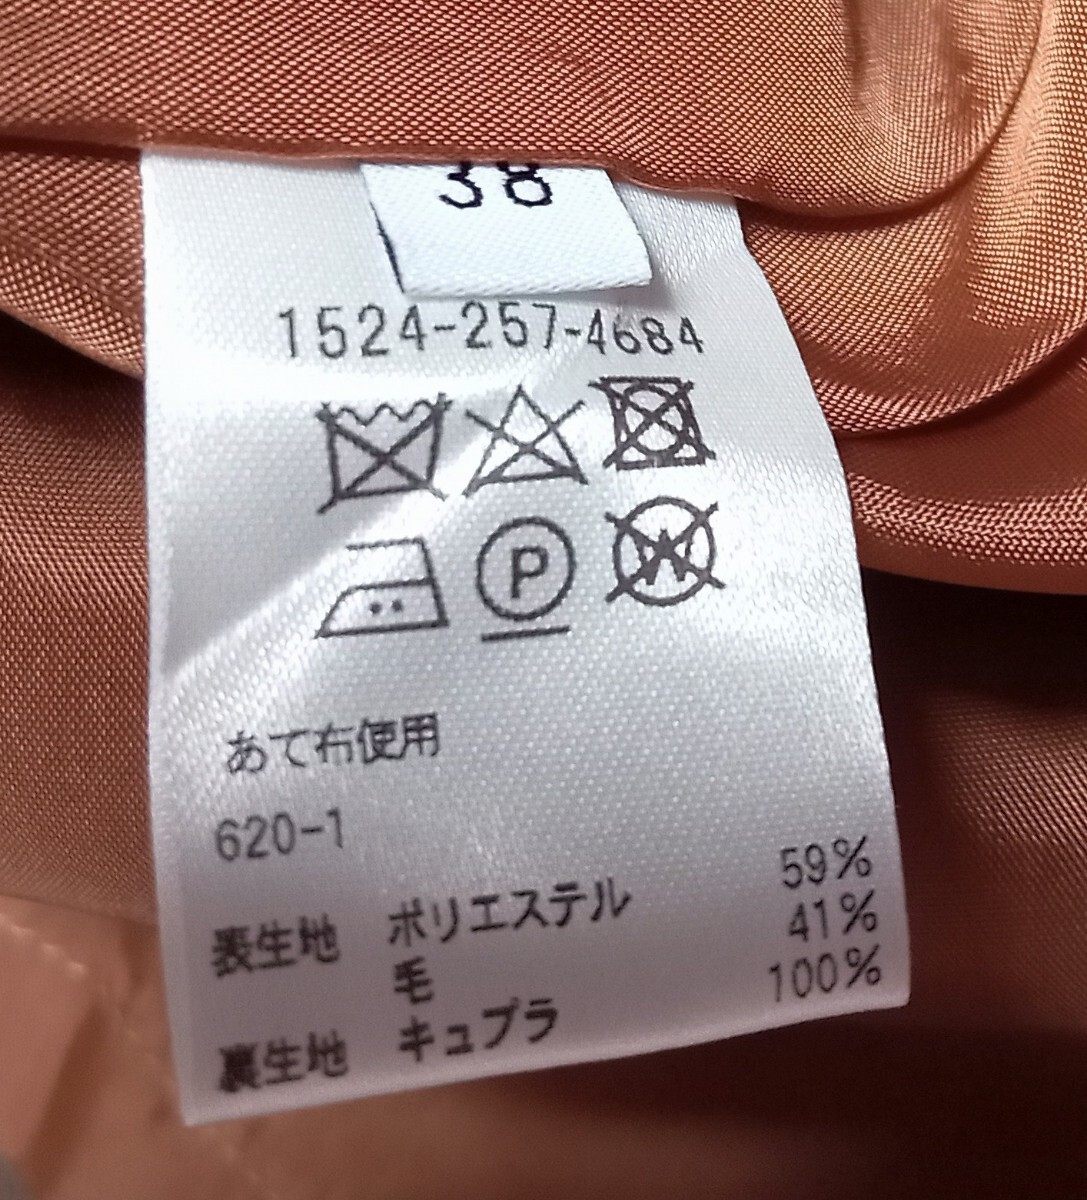 38
1524-257-4684
P
W
あて布使用
620-1
表生地 ポリエステル 59%
毛 41%
裏生地 キュプラ 100%